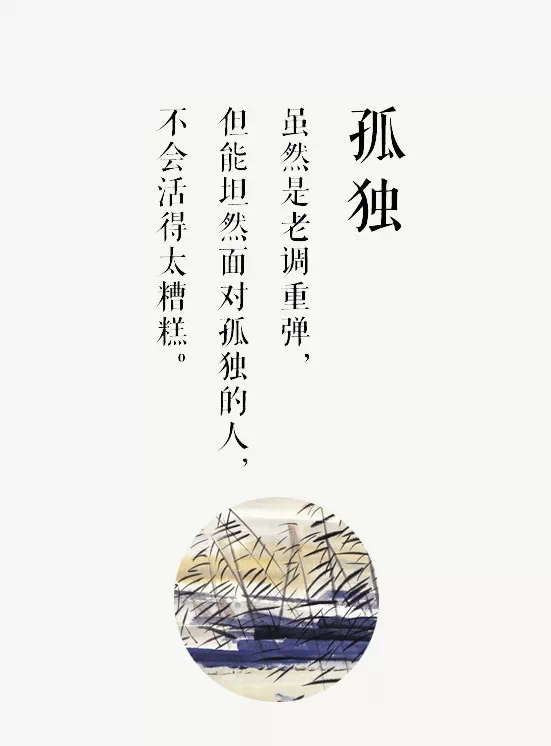 孤独
虽然是老调重弹，
但能坦然面对孤独的人，
不会活得太糟糕。